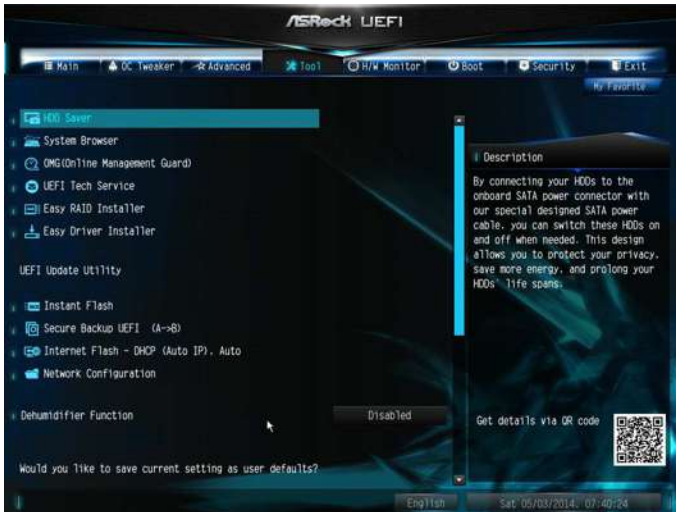 ASRock UEFI
Main OC Tweaker Advanced Tool H/W Monitor Boot Security Exit
My Favorite
HDD Saver
System Browser
OMG(Online Management Guard)
UEFI Tech Service
Easy RAID Installer
Easy Driver Installer
UEFI Update Utility
Instant Flash
Secure Backup UEFI (A->B)
Internet Flash - DHCP (Auto IP), Auto
Network Configuration
Dehumidifier Function Disabled
Would you like to save current setting as user defaults?
Description
By connecting your HDDs to the
onboard SATA power connector with
our special designed SATA power
cable, you can switch these HDDs on
and off when needed. This design
allows you to protect your privacy,
save more energy, and prolong your
HDDs' life spans.
Get details via QR code
English Sat 05/03/2014, 07:40:24